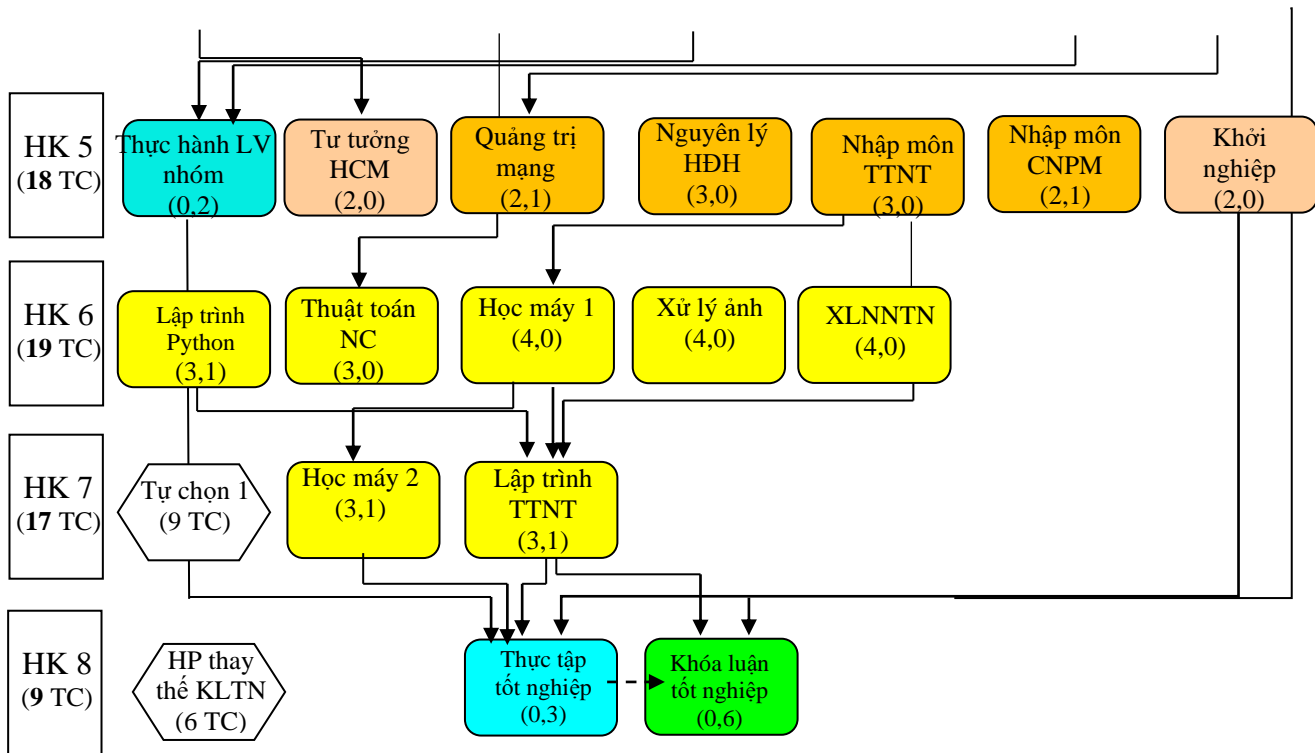 HK 5
(18 TC)
Thực hành LV
nhóm
(0,2)
Tư tưởng
HCM
(2,0)
Quảng trị
mạng
(2,1)
Nguyên lý
HĐH
(3,0)
Nhập môn
TTNT
(3,0)
Nhập môn
CNPM
(2,1)
Khởi
nghiệp
(2,0)
HK 6
(19 TC)
Lập trình
Python
(3,1)
Thuật toán
NC
(3,0)
Học máy 1
(4,0)
Xử lý ảnh
(4,0)
XLNNTN
(4,0)
HK 7
(17 TC)
Tự chọn 1
(9 TC)
Học máy 2
(3,1)
Lập trình
TTNT
(3,1)
HK 8
(9 TC)
HP thay
thế KLTN
(6 TC)
Thực tập
tốt nghiệp
(0,3)
Khóa luận
tốt nghiệp
(0,6)